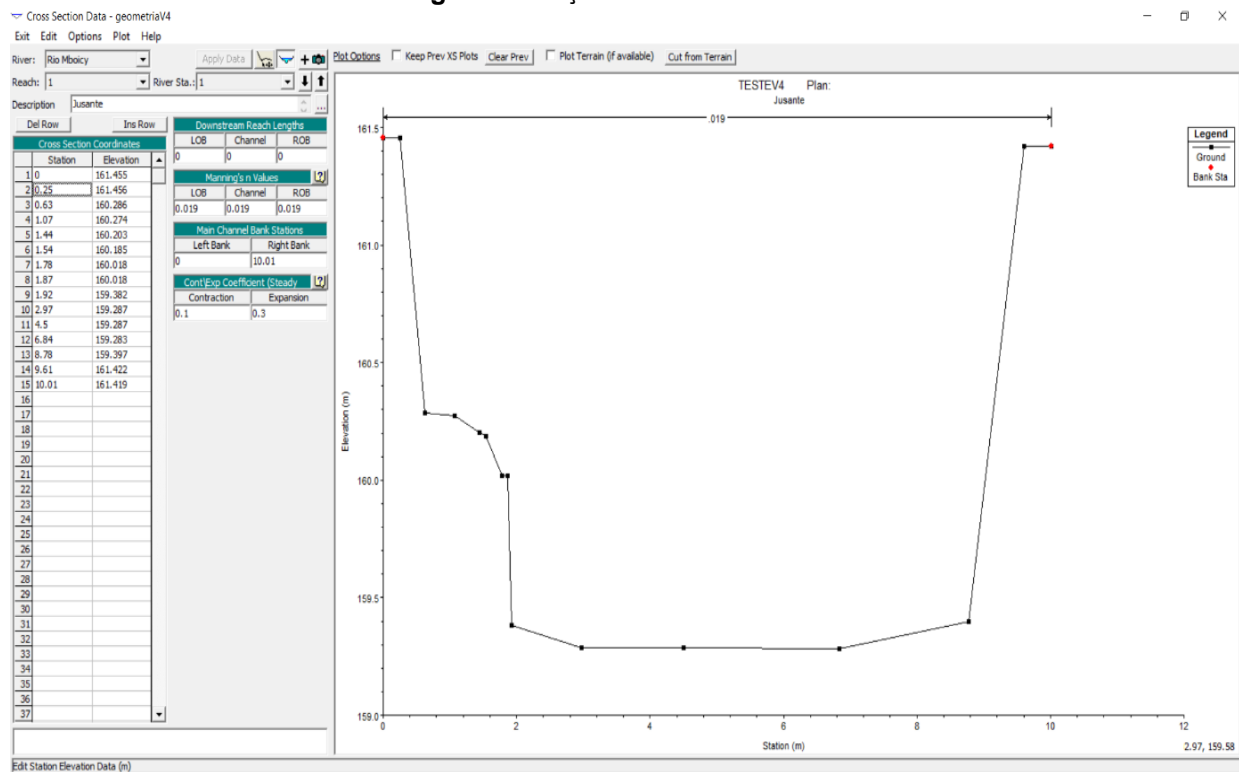 Cross Section Data - geometriaV4
Exit Edit Options Plot Help
River: Rio Mboicy Apply Data
Reach: 1 River Sta.: 1
Description Jusante ...
Del Row Ins Row
Cross Section Coordinates
Station Elevation
1 0 161.455
2 0.25 161.456
3 0.63 160.286
4 1.07 160.274
5 1.44 160.203
6 1.54 160.185
7 1.78 160.018
8 1.87 160.018
9 1.92 159.382
10 2.97 159.287
11 4.5 159.287
12 6.84 159.283
13 8.78 159.397
14 9.61 161.422
15 10.01 161.419
16
17
18
19
20
21
22
23
24
25
26
27
28
29
30
31
32
33
34
35
36
37
Downstream Reach Lengths
LOB Channel ROB
0 0 0
Manning's n Values
LOB Channel ROB
0.019 0.019 0.019
Main Channel Bank Stations
Left Bank Right Bank
0 10.01
Cont\Exp Coefficient (Steady
Contraction Expansion
0.1 0.3
Plot Options Keep Prev XS Plots Clear Prev Plot Terrain (if available) Cut from Terrain
TESTEV4 Plan:
Jusante
.019
161.5
161.0
160.5
160.0
159.5
159.0
Elevation (m)
0 2 4 6 8 10 12
Station (m)
Legend
Ground
Bank Sta
2.97, 159.58
Edit Station Elevation Data (m)